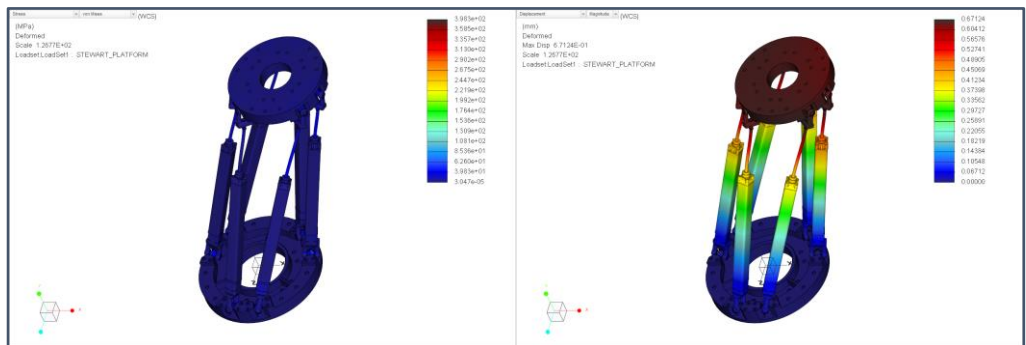 Stress von Mises (WCS)
(MPa)
Deformed
Scale 1.2677E+02
Loadset:LoadSet1 : STEWART_PLATFORM
3.983e+02
3.585e+02
3.357e+02
3.130e+02
2.902e+02
2.675e+02
2.447e+02
2.219e+02
1.992e+02
1.764e+02
1.536e+02
1.309e+02
1.081e+02
8.536e+01
6.260e+01
3.983e+01
3.047e-05
Displacement Magnitude (WCS)
(mm)
Deformed
Max Disp 6.7124E-01
Scale 1.2677E+02
Loadset:LoadSet1 : STEWART_PLATFORM
0.67124
0.60412
0.56576
0.52741
0.48905
0.45069
0.41234
0.37398
0.33562
0.29727
0.25891
0.22055
0.18219
0.14384
0.10548
0.06712
0.00000